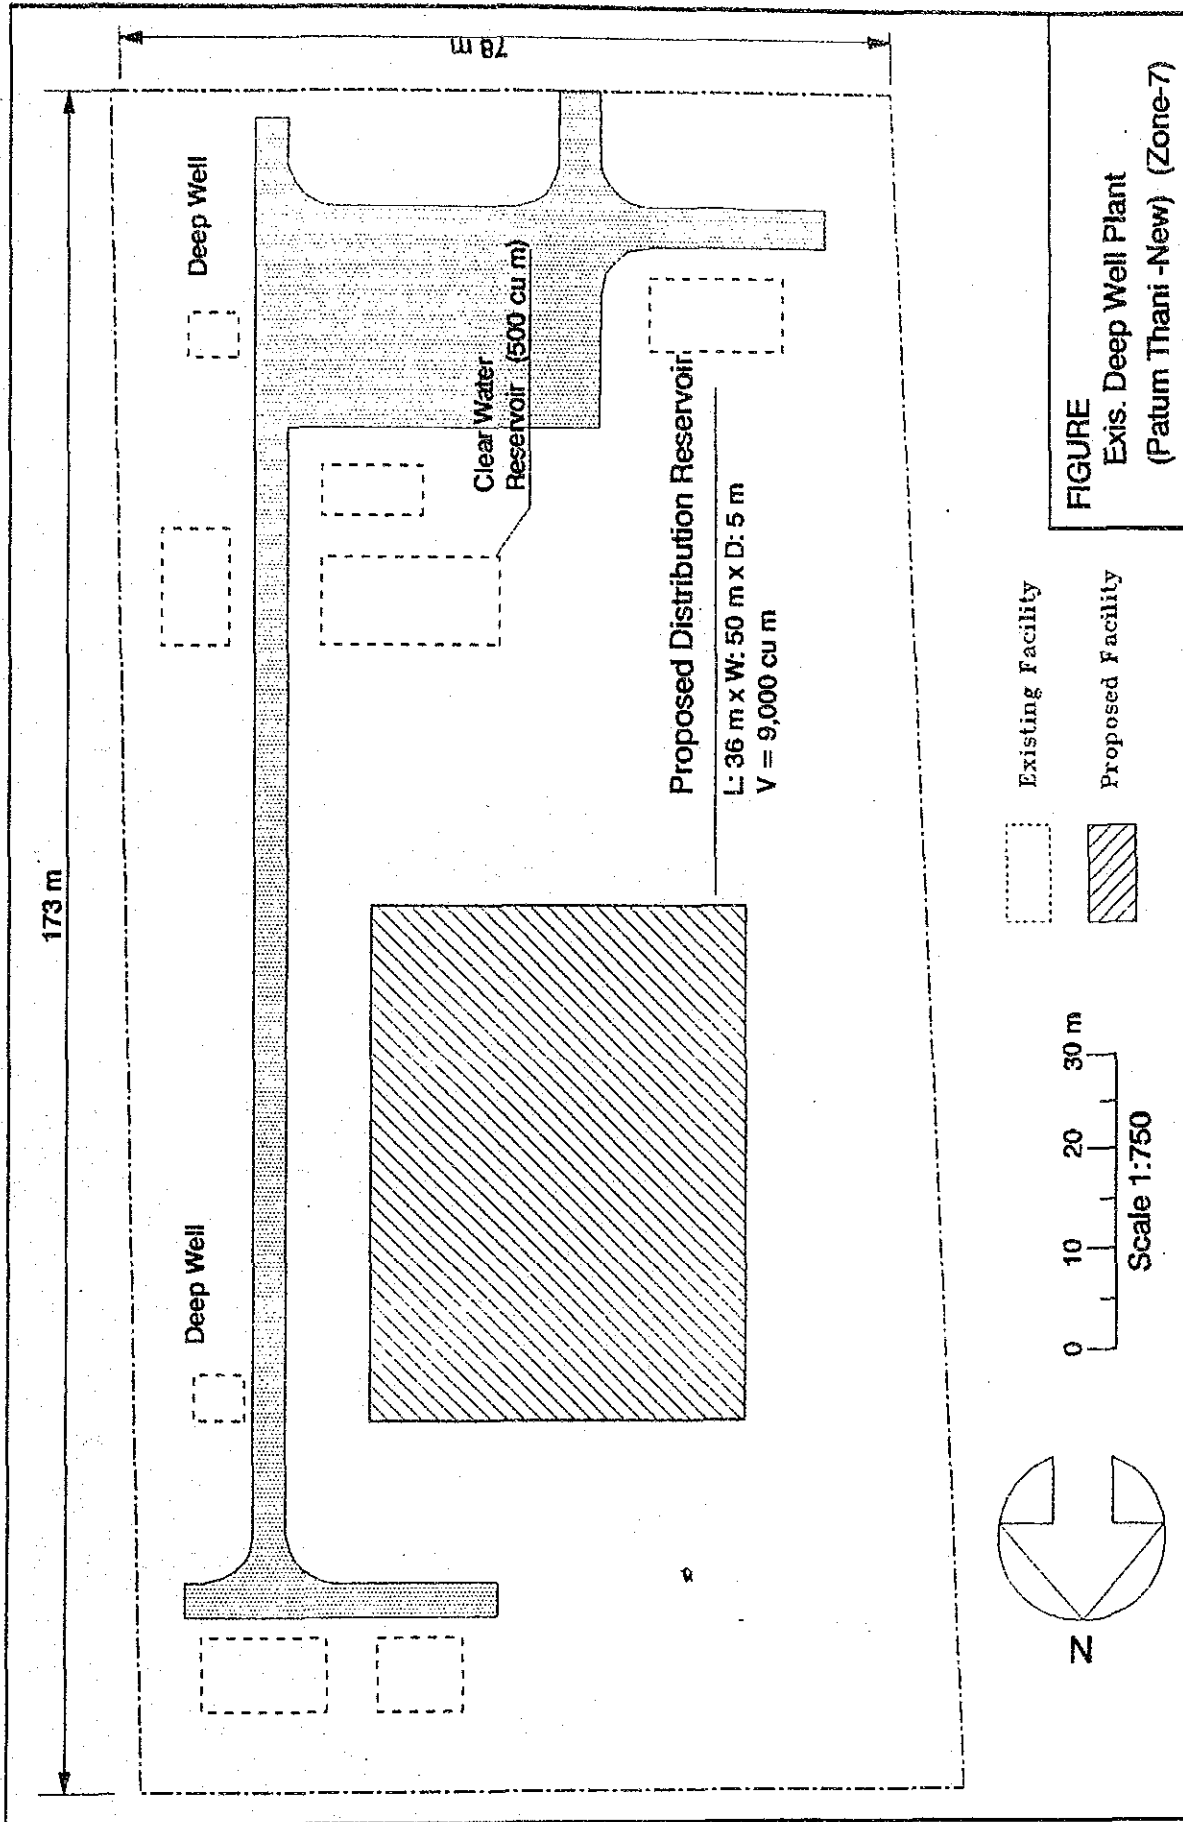 173 m
78 m
Deep Well
Deep Well
Clear Water
Reservoir (500 cu m)
Proposed Distribution Reservoir
L: 36 m x W: 50 m x D: 5 m
V = 9,000 cu m
N
0 10 20 30 m
Scale 1:750
Existing Facility
Proposed Facility
FIGURE
Exis. Deep Well Plant
(Patum Thani -New) (Zone-7)